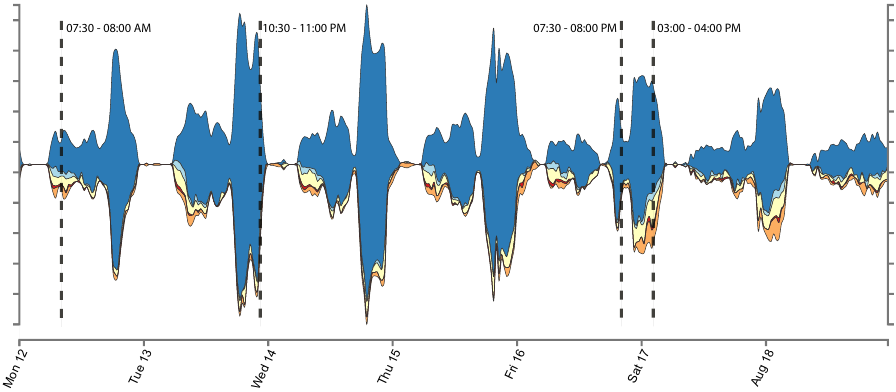 07:30 - 08:00 AM
10:30 - 11:00 PM
07:30 - 08:00 PM
03:00 - 04:00 PM
Mon 12
Tue 13
Wed 14
Thu 15
Fri 16
Sat 17
Aug 18